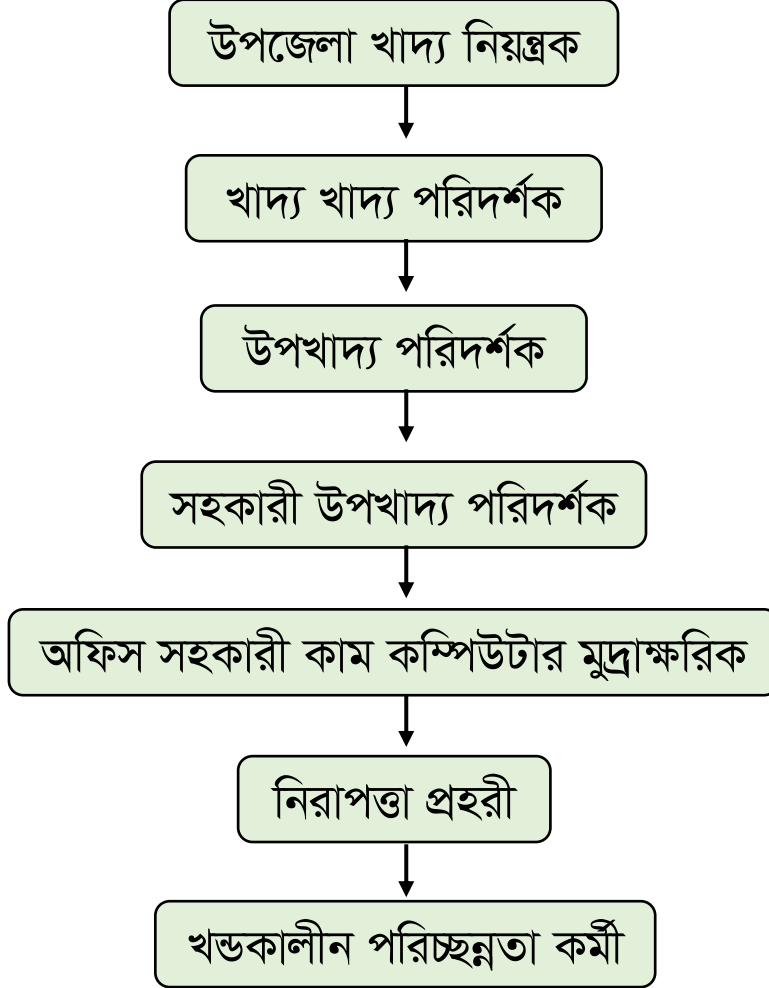 উপজেলা খাদ্য নিয়ন্ত্রক
খাদ্য খাদ্য পরিদর্শক
উপখাদ্য পরিদর্শক
সহকারী উপখাদ্য পরিদর্শক
অফিস সহকারী কাম কম্পিউটার মুদ্রাক্ষরিক
নিরাপত্তা প্রহরী
খন্ডকালীন পরিচ্ছন্নতা কর্মী